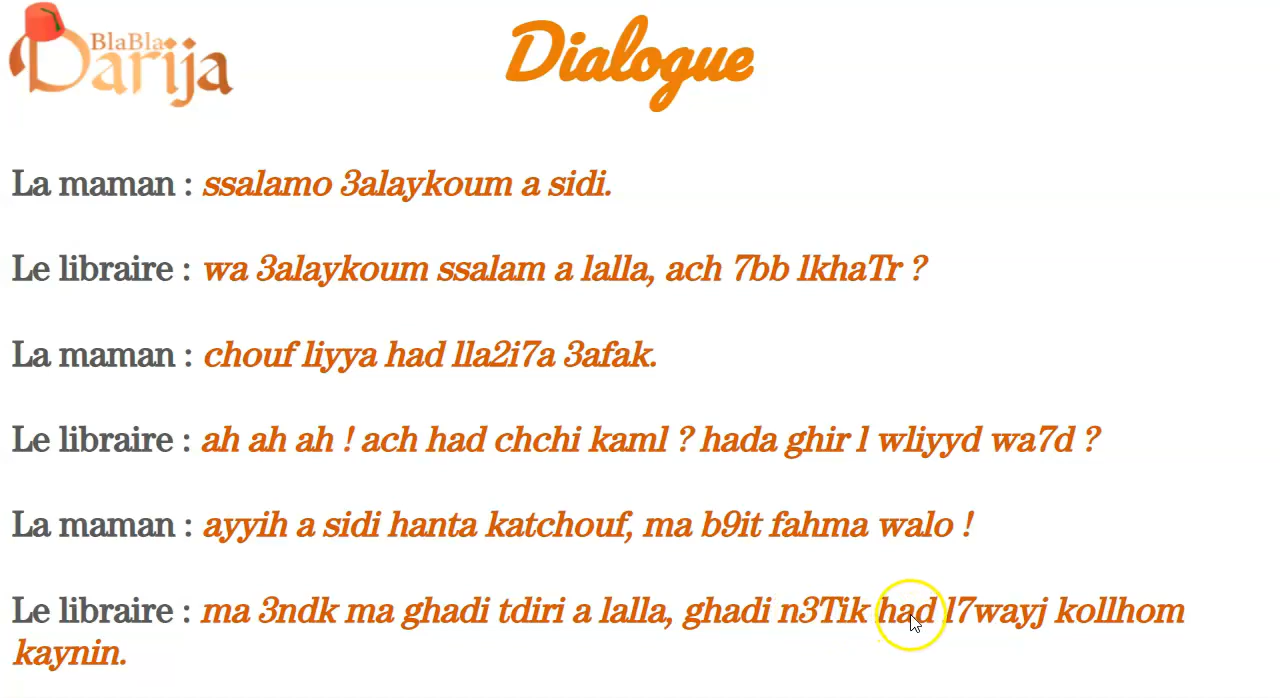 BlaBla
Darija
Dialogue
La maman : ssalamo 3alaykoum a sidi.
Le libraire : wa 3alaykoum ssalam a lalla, ach 7bb lkhaTr ?
La maman : chouf liyya had lla2i7a 3afak.
Le libraire : ah ah ah ! ach had chchi kaml ? hada ghir l wliyyd wa7d ?
La maman : ayyih a sidi hanta katchouf, ma b9it fahma walo !
Le libraire : ma 3ndk ma ghadi tdiri a lalla, ghadi n3Tik had l7wayj kollhom
kaynin.